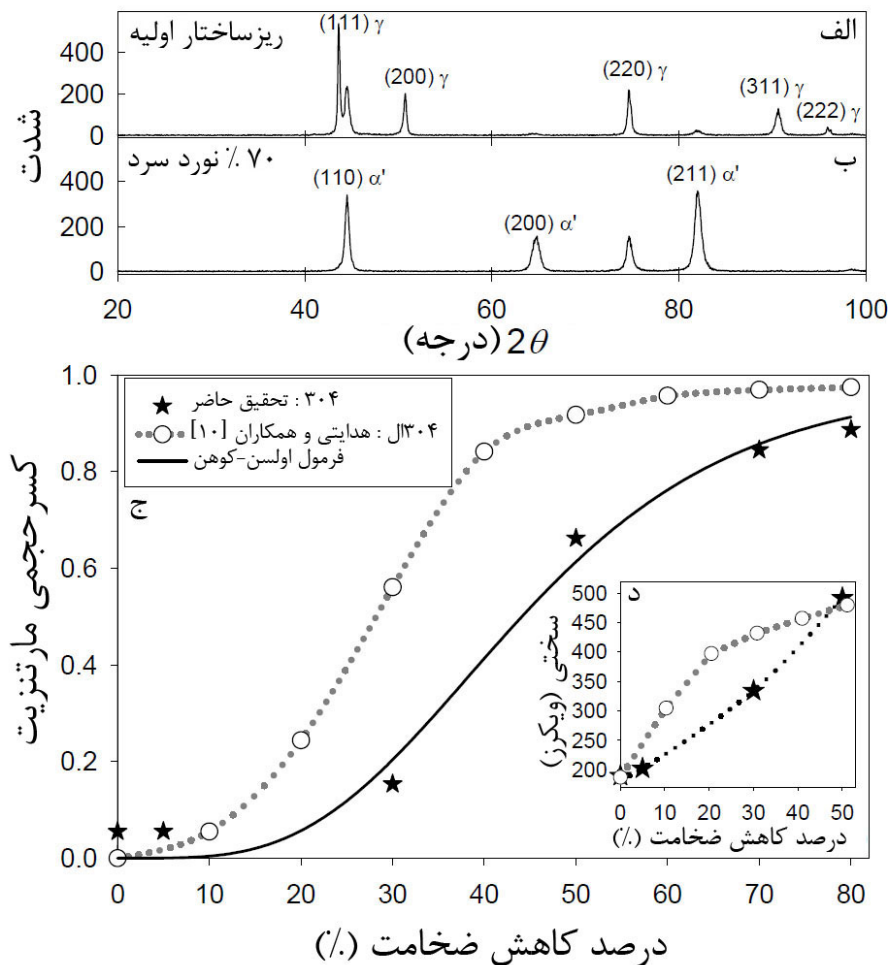 الف
ریزساختار اولیه
(111) γ
(200) γ
(220) γ
(311) γ
(222) γ
400
200
0
ب
۷۰ ٪ نورد سرد
(110) α'
(200) α'
(211) α'
400
200
0
شدت
20
40
60
80
100
2θ (درجه)
۳۰۴ : تحقیق حاضر
۳۰۴ال : هدایتی و همکاران [۱۰]
فرمول اولسن-کوهن
ج
1.0
0.8
0.6
0.4
0.2
0.0
کسرحجمی مارتنزیت
0
10
20
30
40
50
60
70
80
درصد کاهش ضخامت (٪)
د
500
450
400
350
300
250
200
سختی (ویکرز)
0
10
20
30
40
50
درصد کاهش ضخامت (٪)